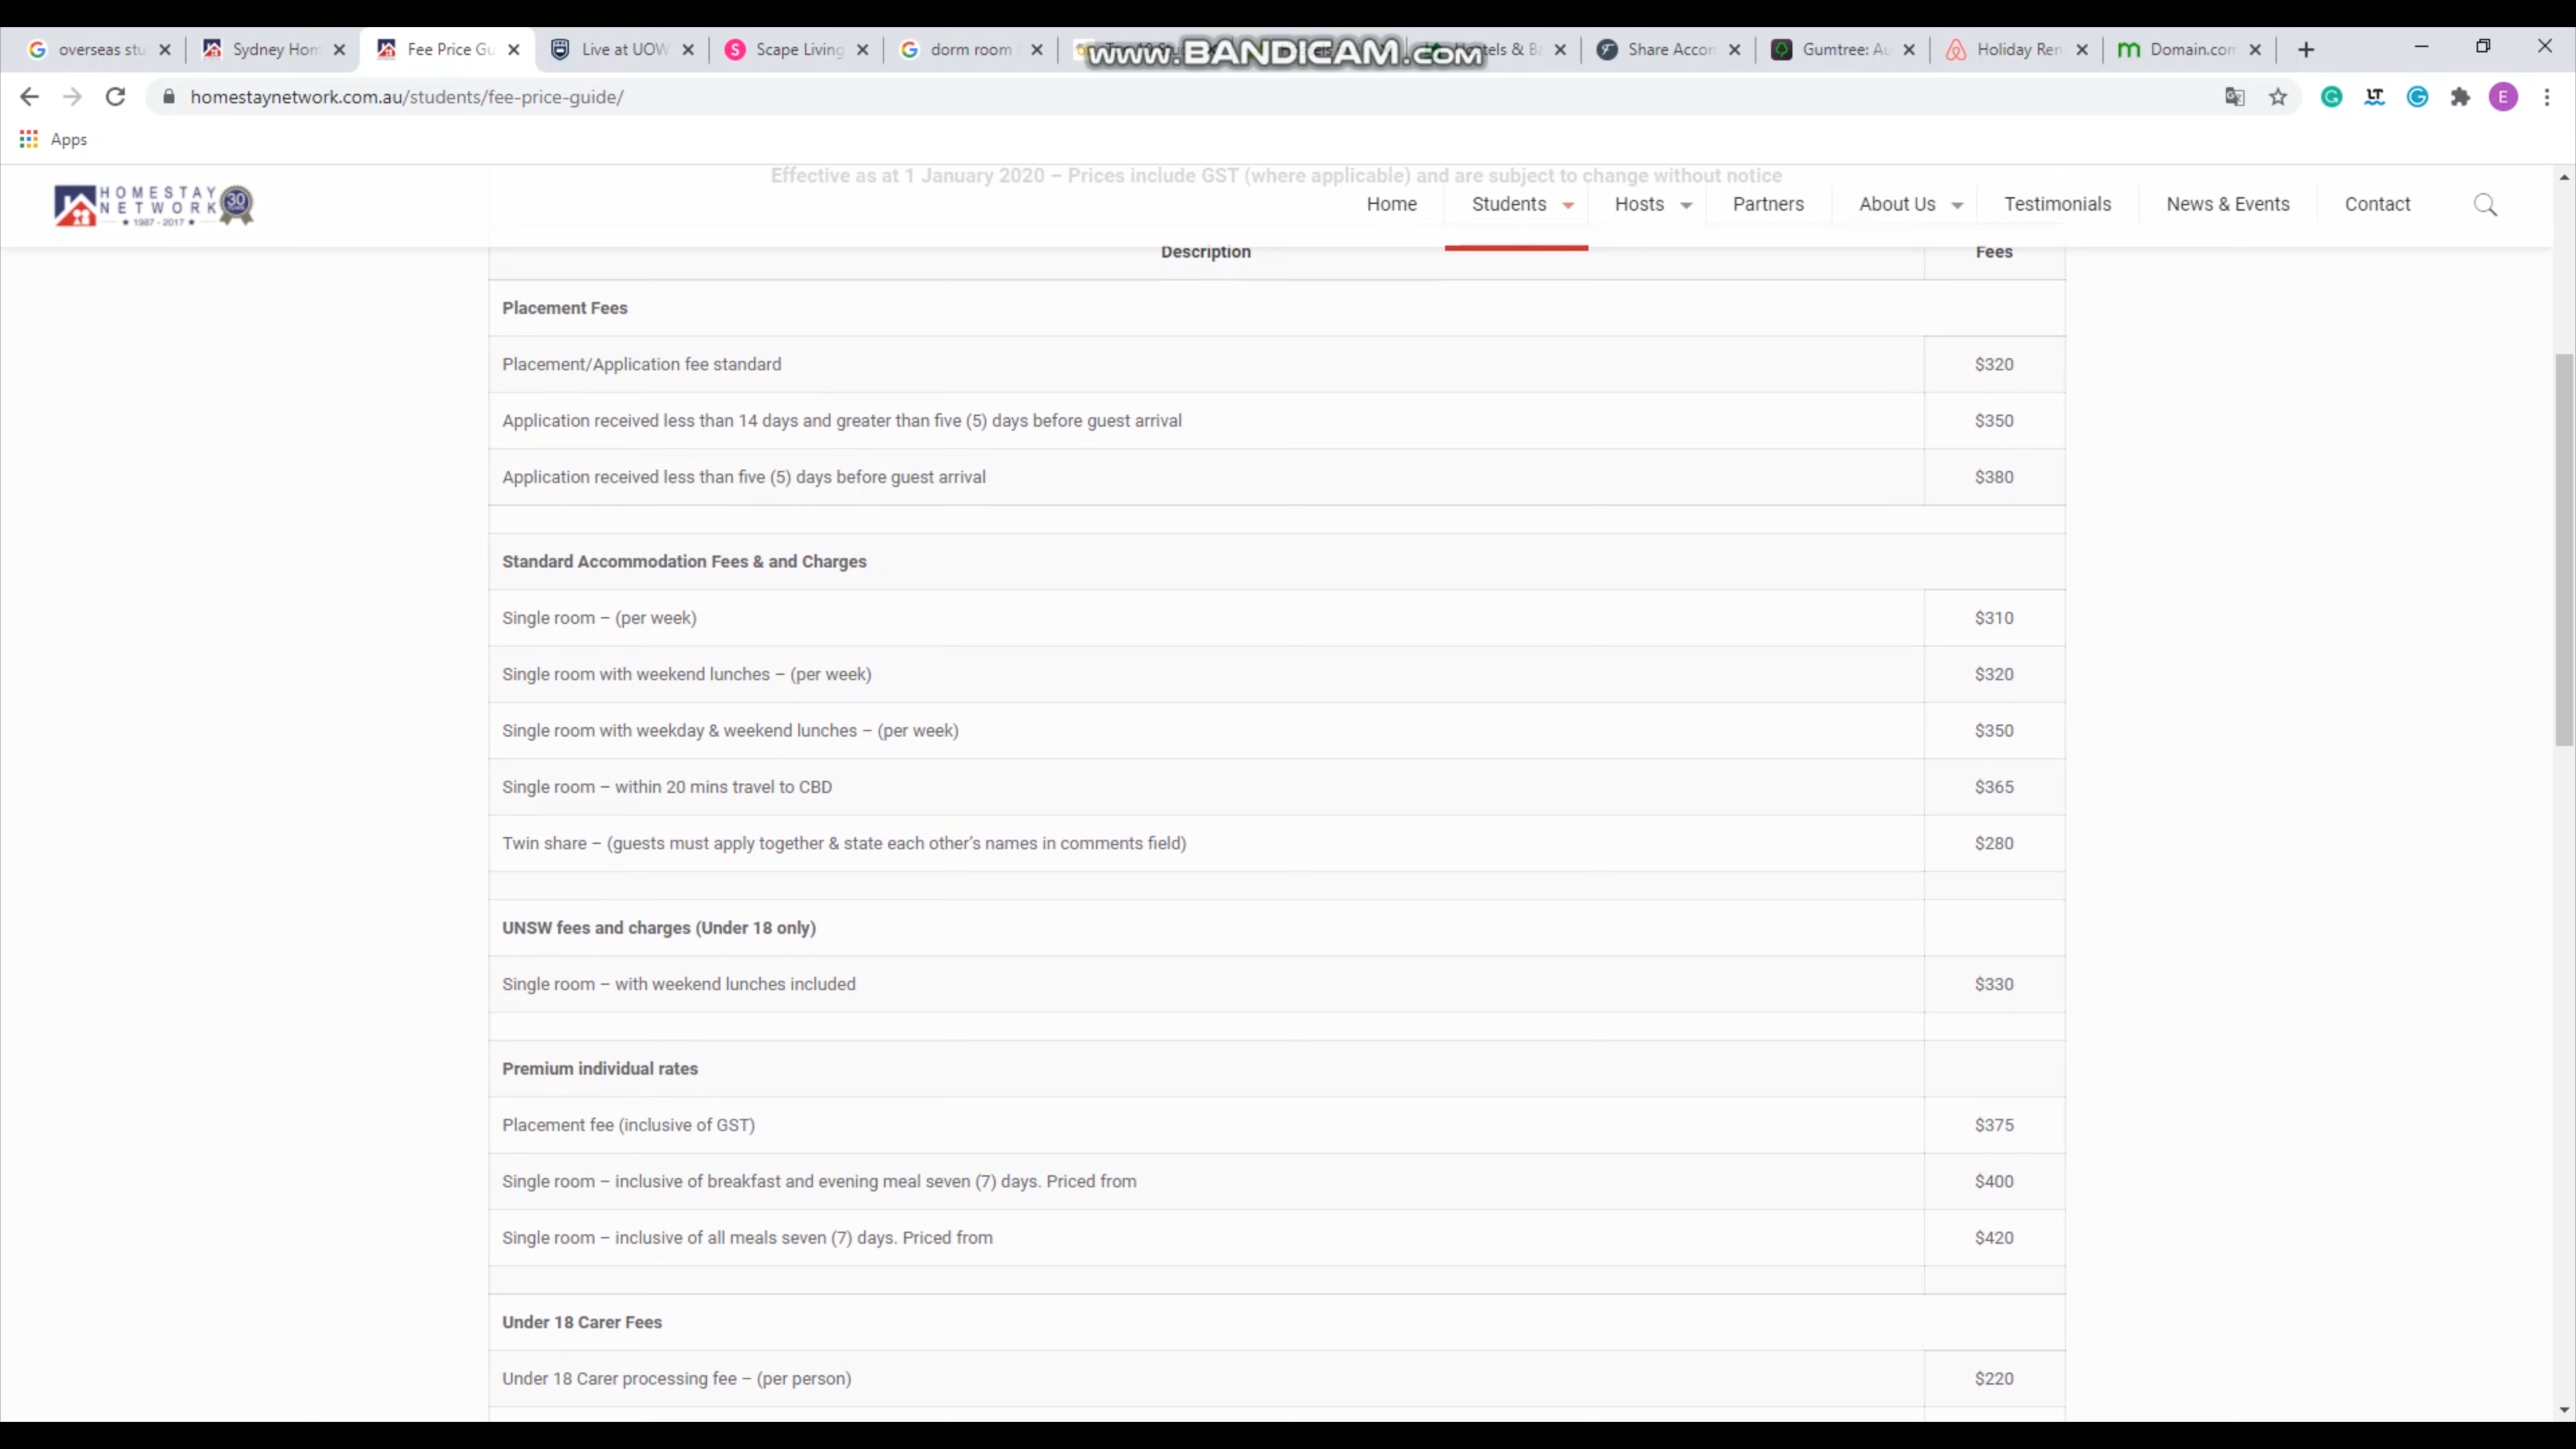 overseas stu
Sydney Hom
Fee Price Gu
Live at UOW
Scape Living
dorm room
www.BANDICAM.com
Share Accon
Gumtree: Au
Holiday Ren
Domain.com
homestaynetwork.com.au/students/fee-price-guide/
Apps
Effective as at 1 January 2020 – Prices include GST (where applicable) and are subject to change without notice
HOMESTAY
NETWORK
★ 1987 - 2017 ★
30
Home
Students
Hosts
Partners
About Us
Testimonials
News & Events
Contact
Description Fees
Placement Fees
Placement/Application fee standard $320
Application received less than 14 days and greater than five (5) days before guest arrival $350
Application received less than five (5) days before guest arrival $380
Standard Accommodation Fees & and Charges
Single room – (per week) $310
Single room with weekend lunches – (per week) $320
Single room with weekday & weekend lunches – (per week) $350
Single room – within 20 mins travel to CBD $365
Twin share – (guests must apply together & state each other's names in comments field) $280
UNSW fees and charges (Under 18 only)
Single room – with weekend lunches included $330
Premium individual rates
Placement fee (inclusive of GST) $375
Single room – inclusive of breakfast and evening meal seven (7) days. Priced from $400
Single room – inclusive of all meals seven (7) days. Priced from $420
Under 18 Carer Fees
Under 18 Carer processing fee – (per person) $220